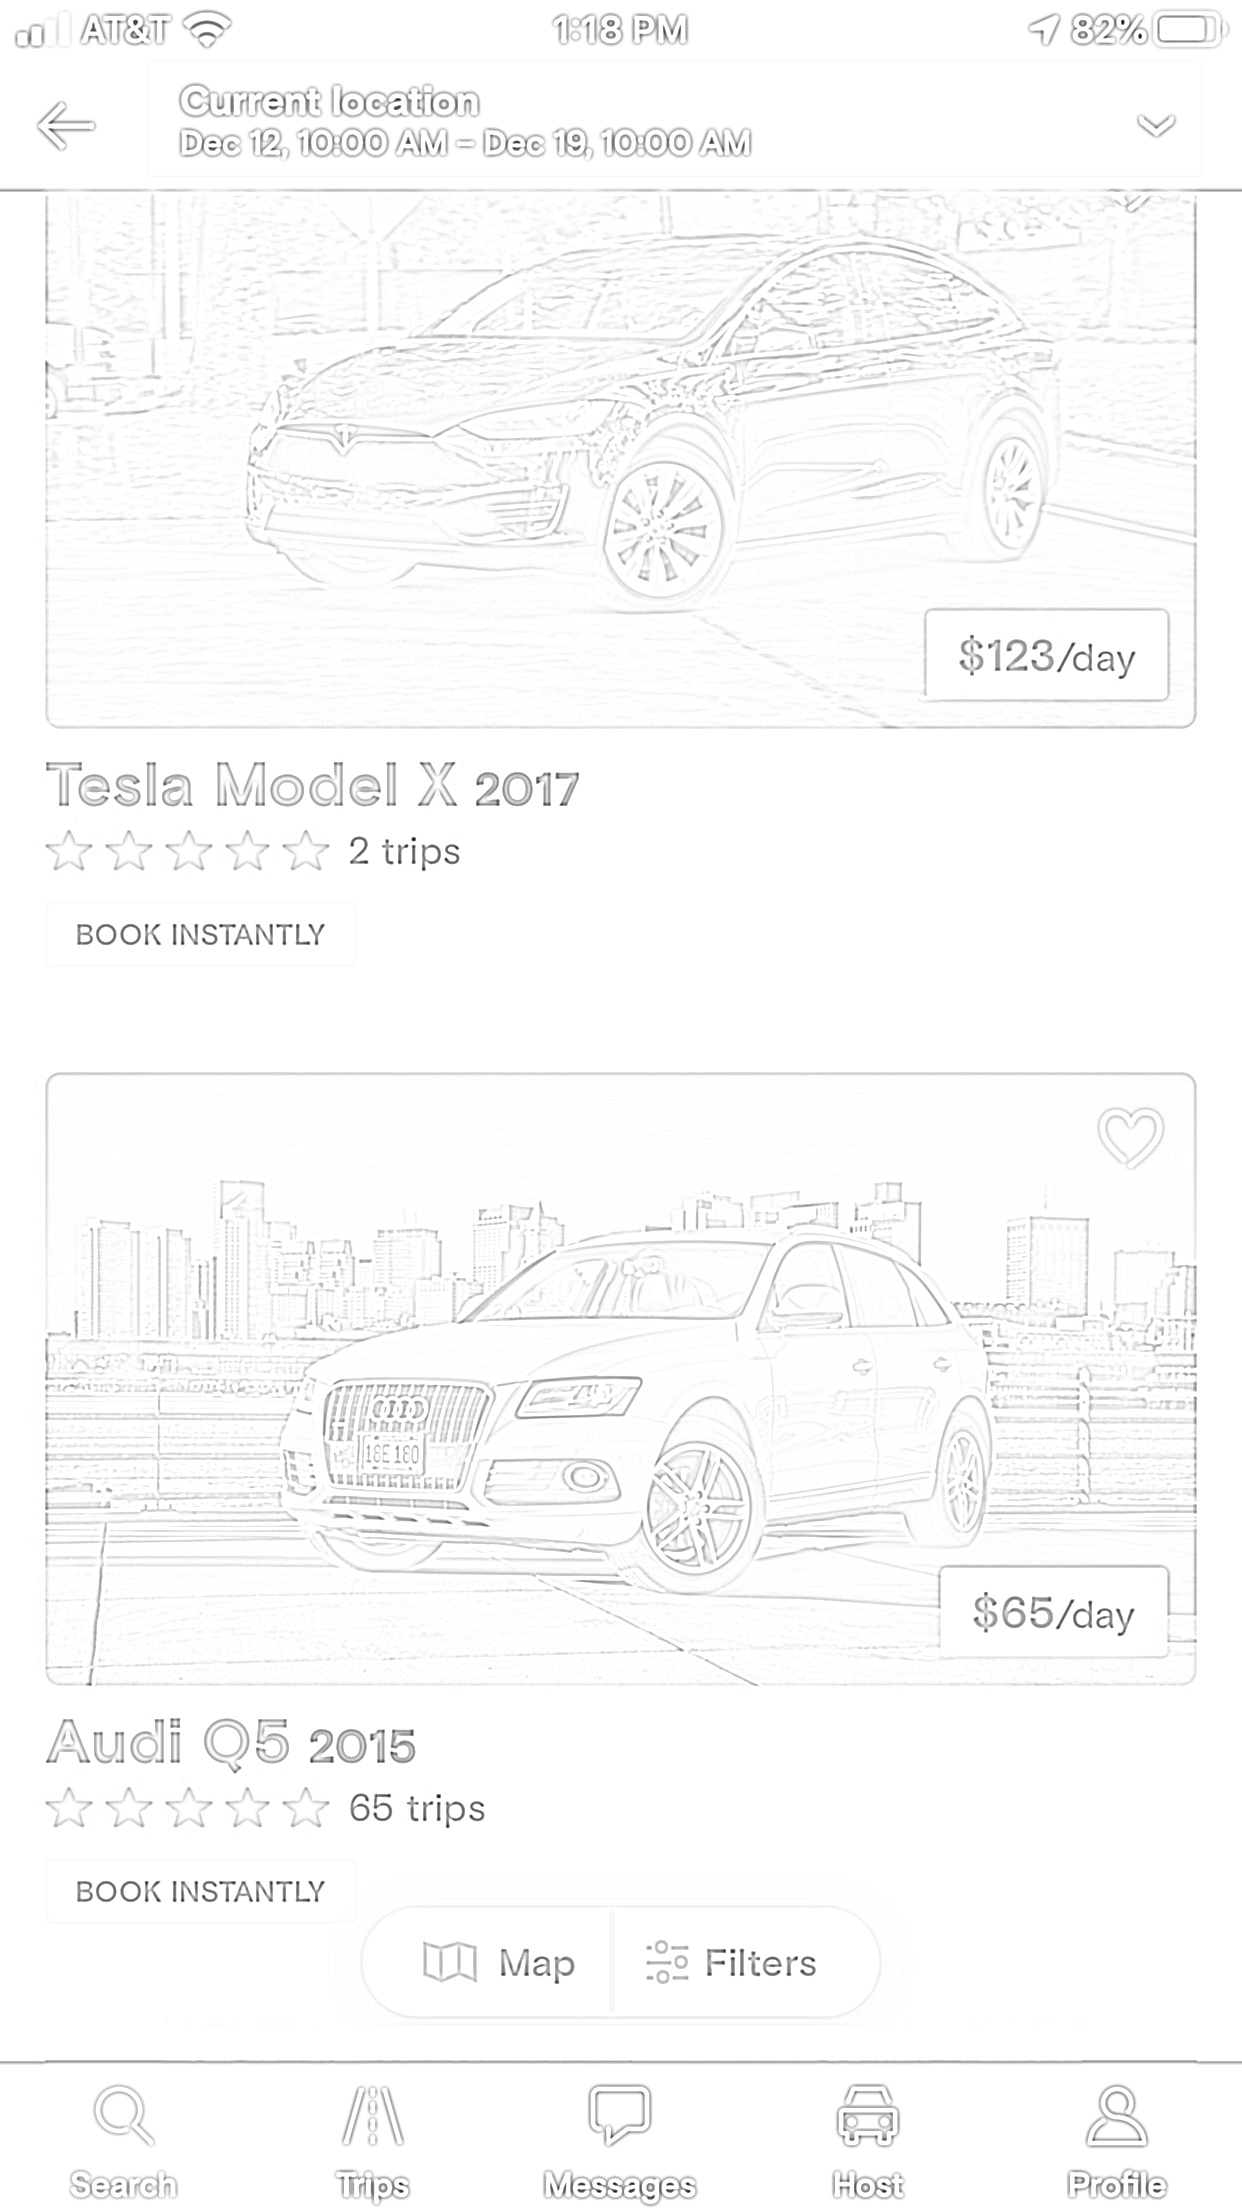 AT&T 1:18 PM 82%
Current location
Dec 12, 10:00 AM – Dec 19, 10:00 AM
$123/day
Tesla Model X 2017
2 trips
BOOK INSTANTLY
18E 180
$65/day
Audi Q5 2015
65 trips
BOOK INSTANTLY
Map Filters
Search Trips Messages Host Profile